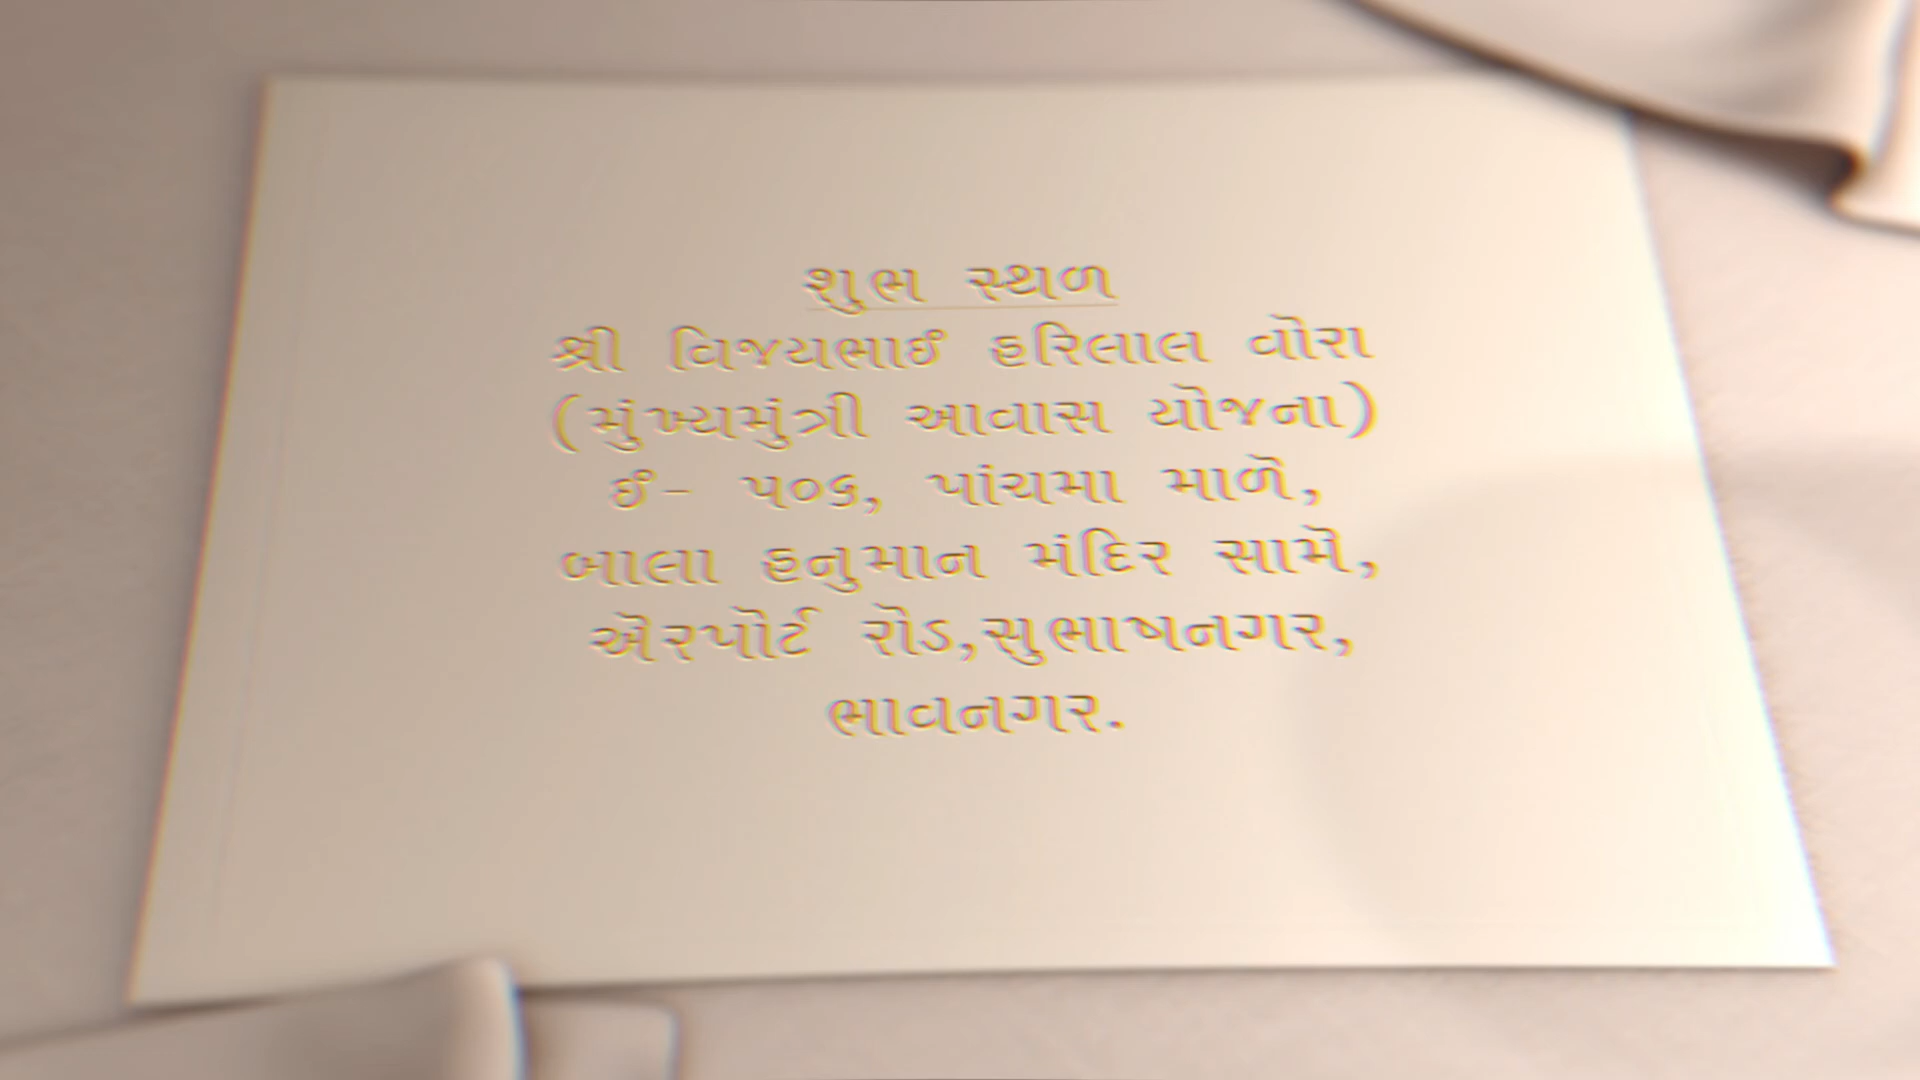 શુભ સ્થળ
શ્રી વિજયભાઈ હરિલાલ વોરા
(મુંખ્યમુંત્રી આવાસ યોજના)
ઈ- ૫૦૬, પાંચમા માળે,
બાલા હનુમાન મંદિર સામે,
એરપોર્ટ રોડ,સુભાષનગર,
ભાવનગર.